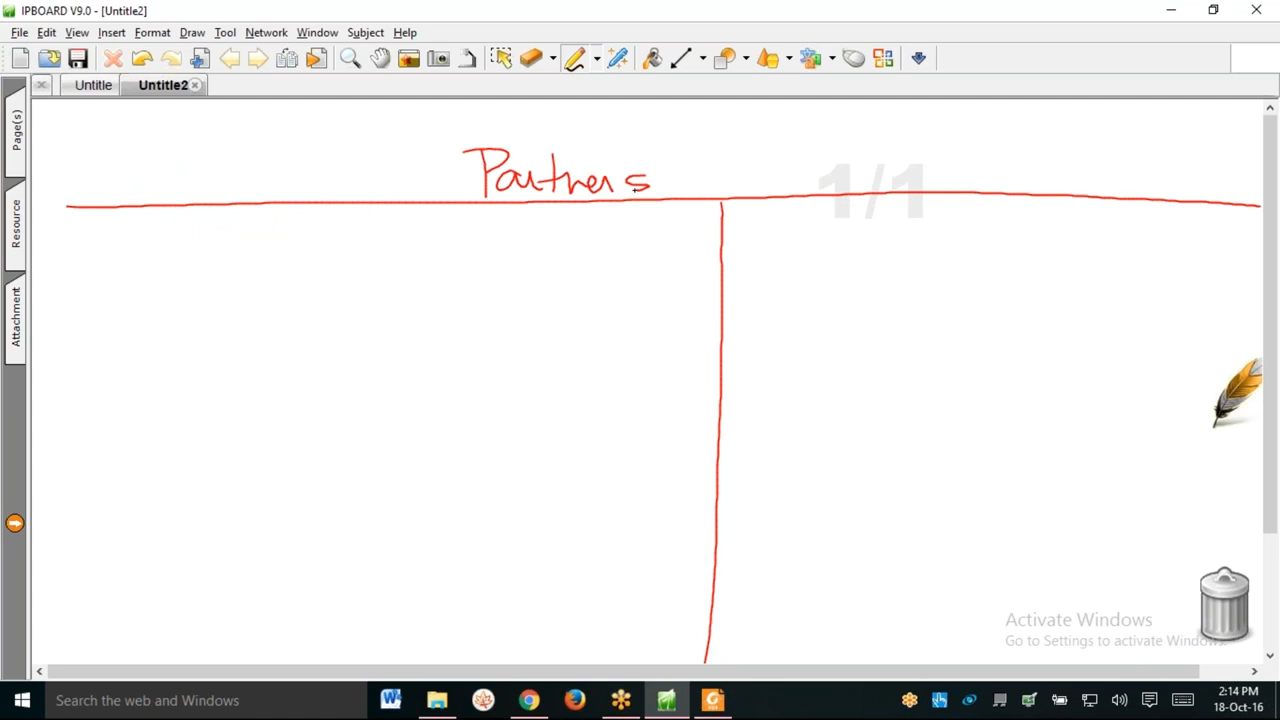 IPBOARD V9.0 - [Untitle2]
File Edit View Insert Format Draw Tool Network Window Subject Help
Untitle Untitle2
Page(s)
Resource
Attachment
Partners
1/1
Activate Windows
Go to Settings to activate Windows.
Search the web and Windows
2:14 PM
18-Oct-16